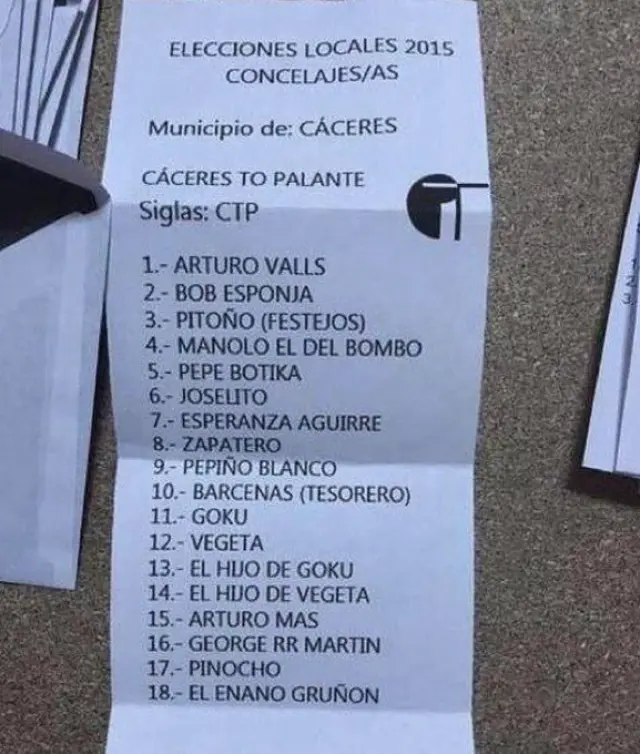 ELECCIONES LOCALES 2015
CONCELAJES/AS
Municipio de: CÁCERES
CÁCERES TO PALANTE
Siglas: CTP
1.- ARTURO VALLS
2.- BOB ESPONJA
3.- PITOÑO (FESTEJOS)
4.- MANOLO EL DEL BOMBO
5.- PEPE BOTIKA
6.- JOSELITO
7.- ESPERANZA AGUIRRE
8.- ZAPATERO
9.- PEPIÑO BLANCO
10.- BARCENAS (TESORERO)
11.- GOKU
12.- VEGETA
13.- EL HIJO DE GOKU
14.- EL HIJO DE VEGETA
15.- ARTURO MAS
16.- GEORGE RR MARTIN
17.- PINOCHO
18.- EL ENANO GRUÑON